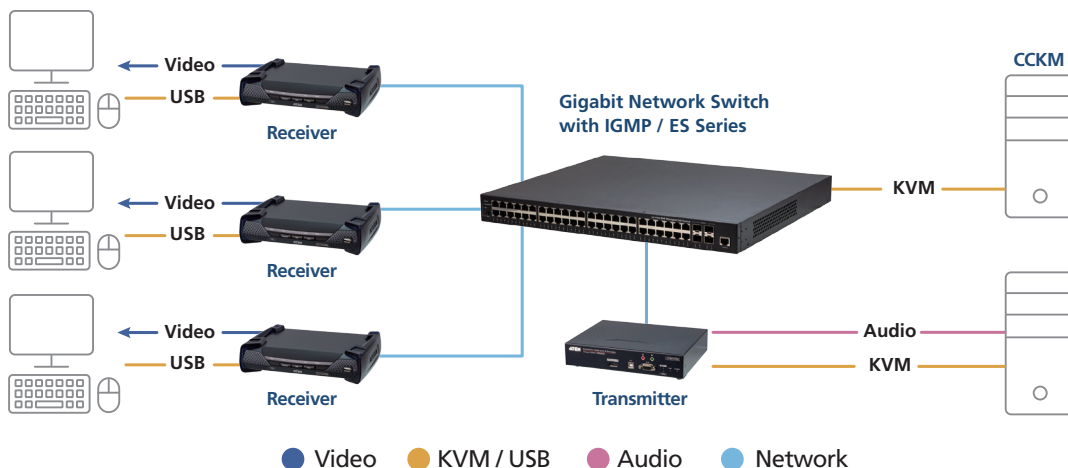 CCKM
Video
USB
Receiver
Gigabit Network Switch
with IGMP / ES Series
KVM
Video
USB
Receiver
Video
USB
Receiver
ATEN
Transmitter
Audio
KVM
Video
KVM / USB
Audio
Network